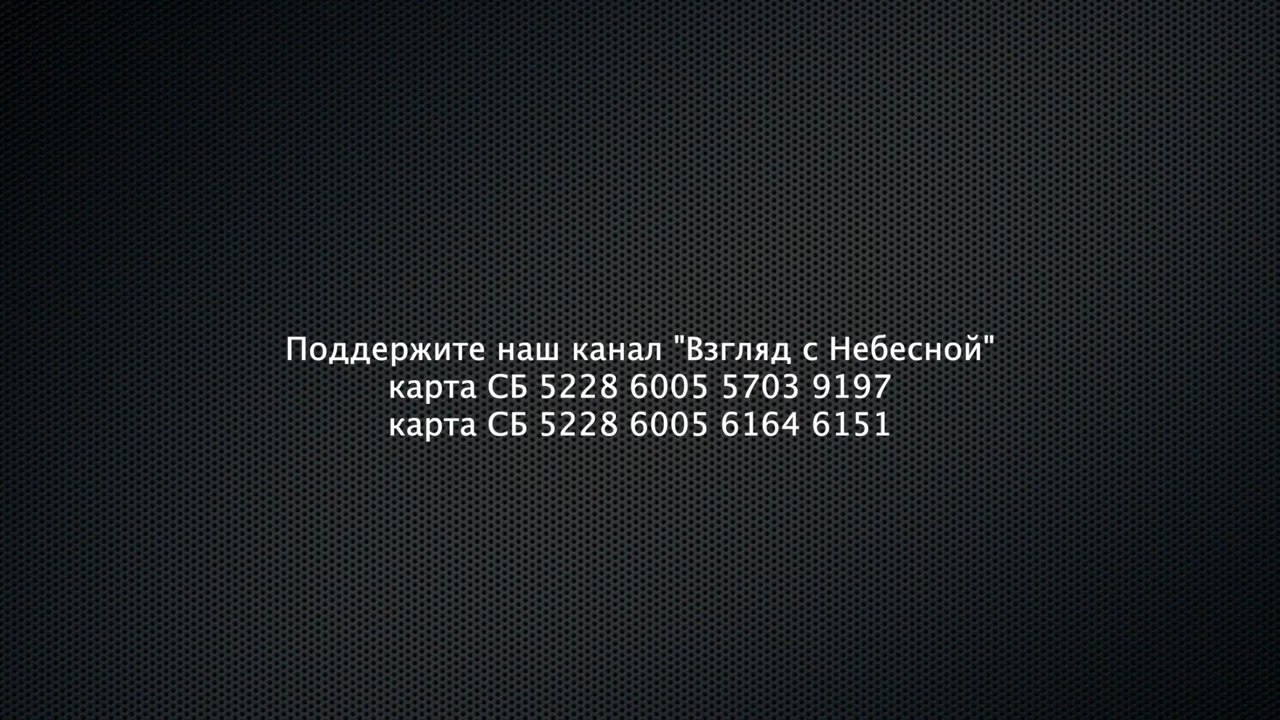 Поддержите наш канал "Взгляд с Небесной"
карта СБ 5228 6005 5703 9197
карта СБ 5228 6005 6164 6151